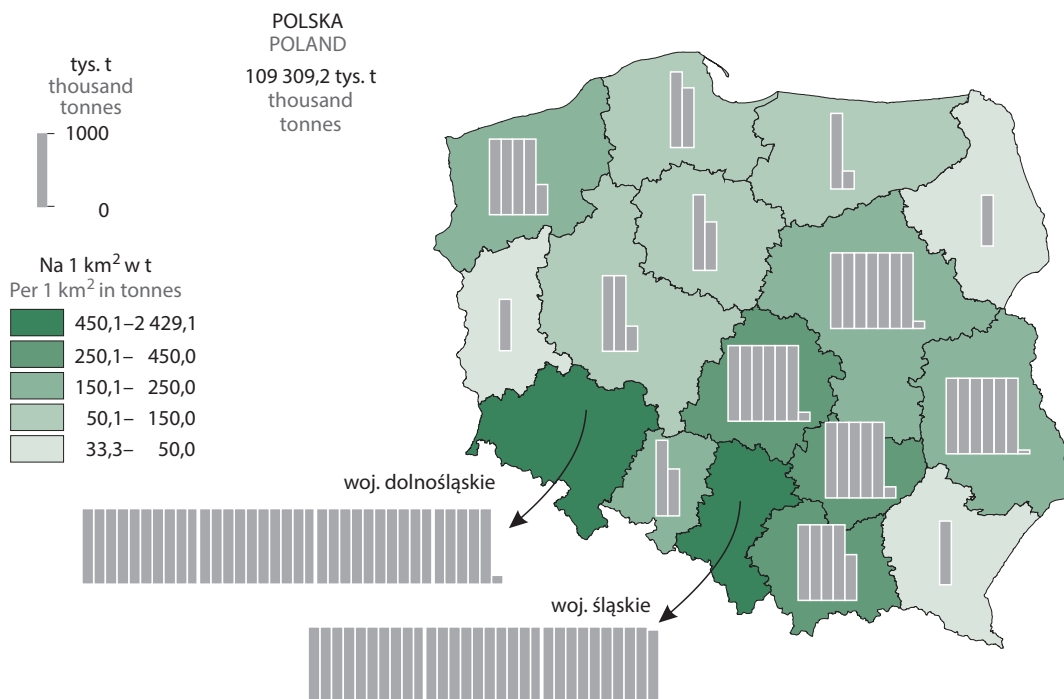 POLSKA
POLAND
109 309,2 tys. t
thousand
tonnes
tys. t
thousand
tonnes
1000
0
Na 1 km² w t
Per 1 km² in tonnes
450,1–2 429,1
250,1– 450,0
150,1– 250,0
50,1– 150,0
33,3– 50,0
woj. dolnośląskie
woj. śląskie